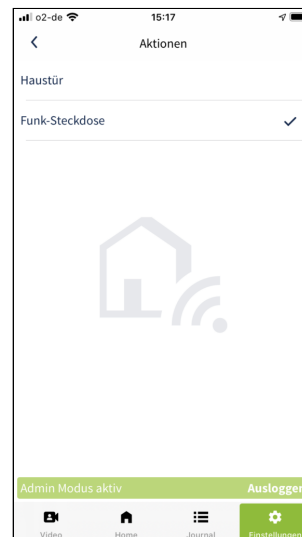 o2-de 15:17
Aktionen
Haustür
Funk-Steckdose
Admin Modus aktiv Ausloggen
Video Home Journal Einstellungen